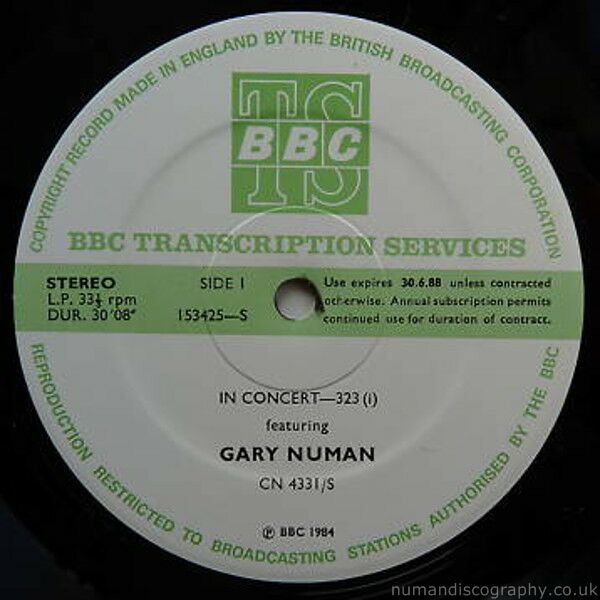 COPYRIGHT RECORD MADE IN ENGLAND BY THE BRITISH BROADCASTING CORPORATION
TS
BBC
BBC TRANSCRIPTION SERVICES
STEREO
L.P. 33⅓ rpm
DUR. 30'08"
SIDE 1
153425—S
Use expires 30.6.88 unless contracted
otherwise. Annual subscription permits
continued use for duration of contract.
IN CONCERT—323 (i)
featuring
GARY NUMAN
CN 4331/S
Ⓟ BBC 1984
REPRODUCTION RESTRICTED TO BROADCASTING STATIONS AUTHORISED BY THE BBC
numandiscography.co.uk